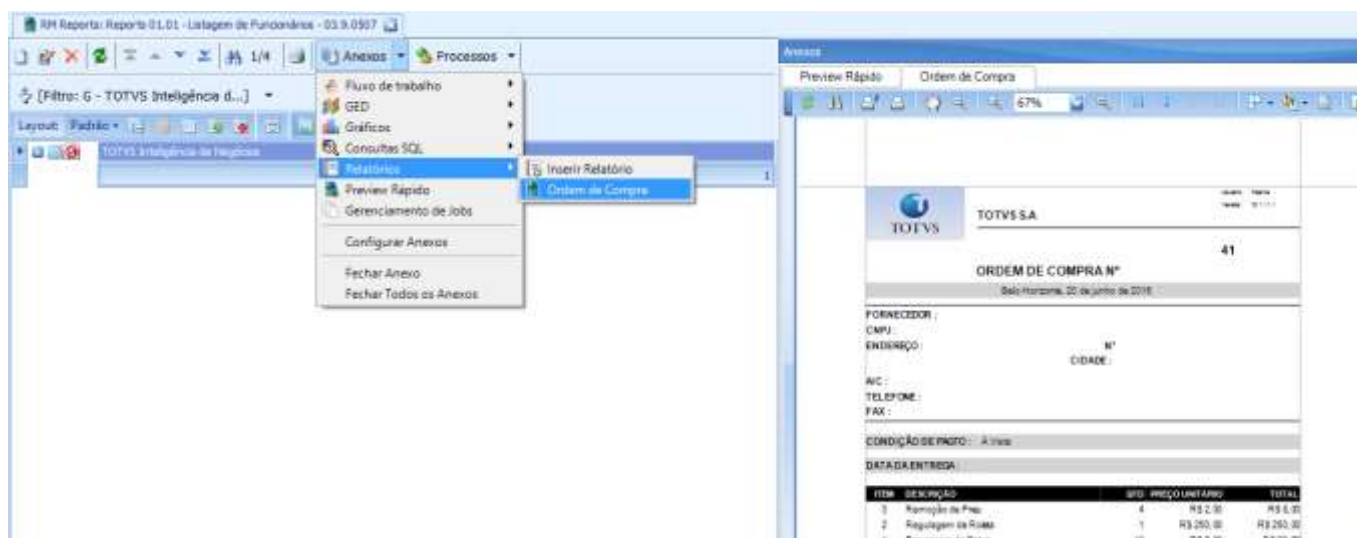 RM Reports: Reports 01.01 - Listagem de Funcionários - 03.9.0507
1/4 Anexos Processos
[Filtro: G - TOTVS Inteligência d...]
Layout: Padrão
TOTVS Inteligência de Negócios
1
Fluxo de trabalho
GED
Gráficos
Consultas SQL
Relatórios
Preview Rápido
Gerenciamento de Jobs
Configurar Anexos
Fechar Anexo
Fechar Todos os Anexos
Inserir Relatório
Ordem de Compra
Anexos
Preview Rápido Ordem de Compra
67%
TOTVS
TOTVS S.A
41
ORDEM DE COMPRA Nº
Belo Horizonte, 20 de junho de 2016
FORNECEDOR :
CNPJ :
ENDEREÇO : Nº
CIDADE :
A/C :
TELEFONE :
FAX :
CONDIÇÃO DE PAGTO : A Vista
DATA DA ENTREGA :
ITEM DESCRIÇÃO QTD PREÇO UNITÁRIO TOTAL
Remoção de 4 R$ 2,00
2 Regulagem de 1 R$ 250,00 R$ 250,00